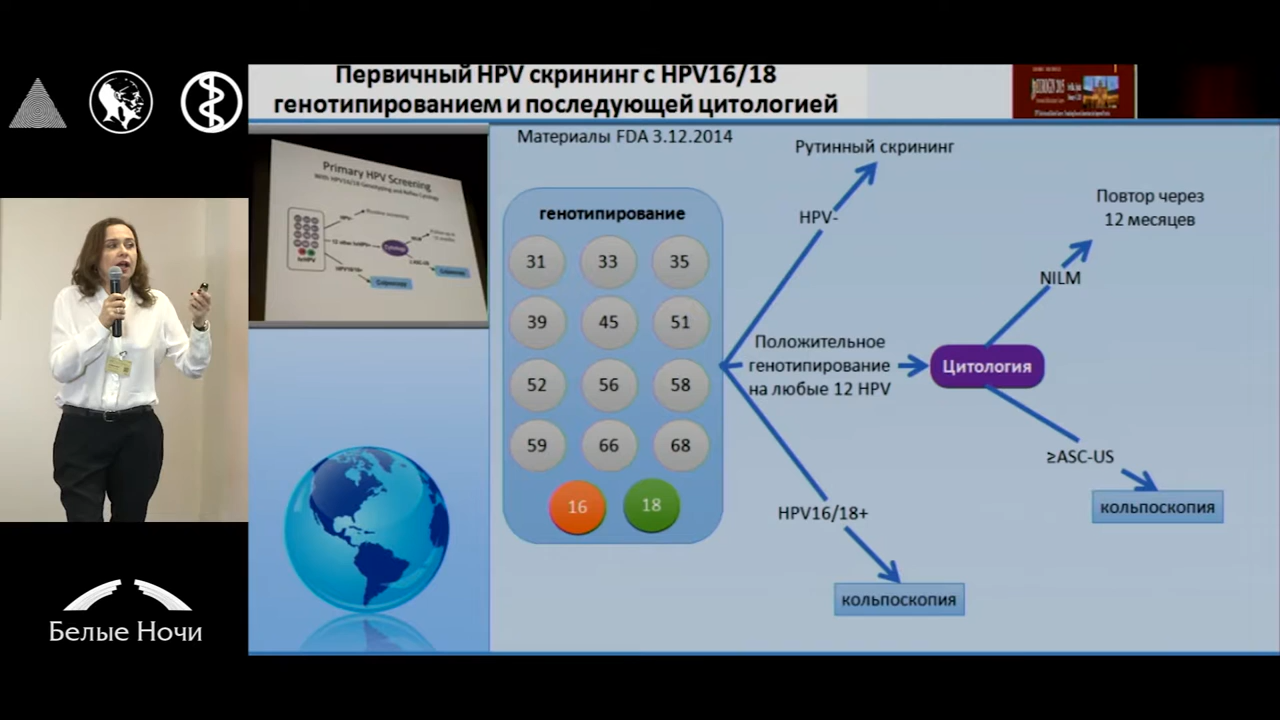 Первичный HPV скрининг с HPV16/18
генотипированием и последующей цитологией
Материалы FDA 3.12.2014
Primary HPV Screening
генотипирование
31 33 35
39 45 51
52 56 58
59 66 68
16 18
HPV-
Рутинный скрининг
Положительное
генотипирование
на любые 12 HPV
Цитология
NILM
Повтор через
12 месяцев
≥ASC-US
кольпоскопия
HPV16/18+
кольпоскопия
Белые Ночи